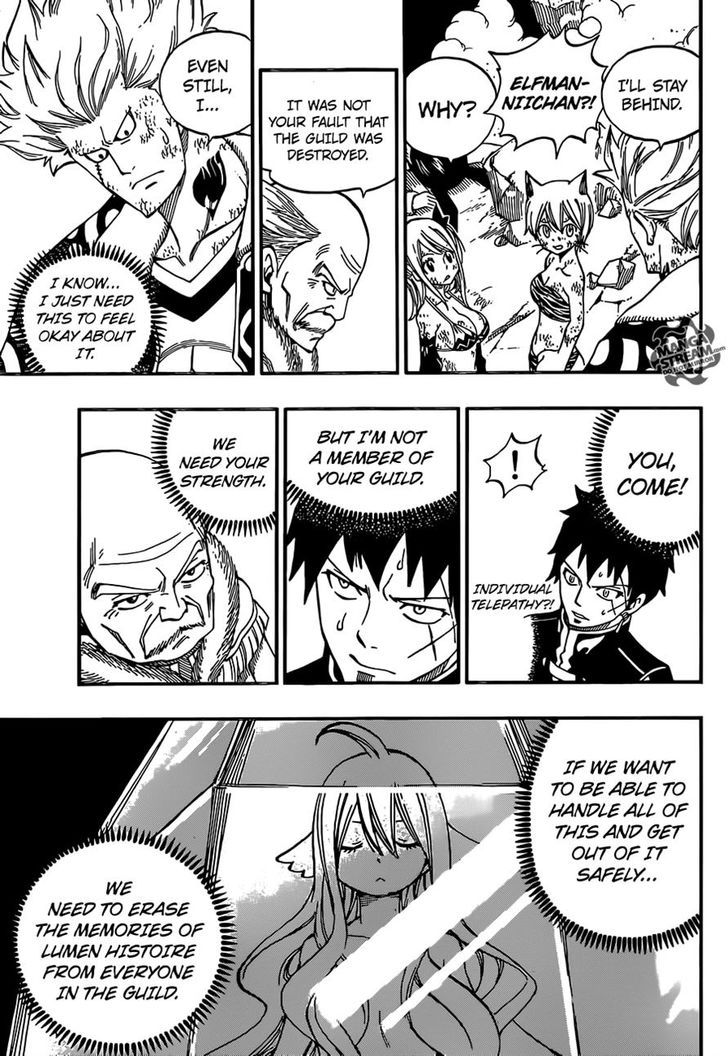 I'LL STAY
BEHIND.
ELFMAN-
NIICHAN?!
WHY?
IT WAS NOT
YOUR FAULT THAT
THE GUILD WAS
DESTROYED.
EVEN
STILL,
I...
I KNOW...
I JUST NEED
THIS TO FEEL
OKAY ABOUT
IT.
MANGA
STREAM.com
YOU,
COME!
!
INDIVIDUAL
TELEPATHY?!
BUT I'M NOT
A MEMBER OF
YOUR GUILD.
WE
NEED YOUR
STRENGTH.
IF WE WANT
TO BE ABLE TO
HANDLE ALL OF
THIS AND GET
OUT OF IT
SAFELY...
WE
NEED TO ERASE
THE MEMORIES OF
LUMEN HISTOIRE
FROM EVERYONE
IN THE GUILD.